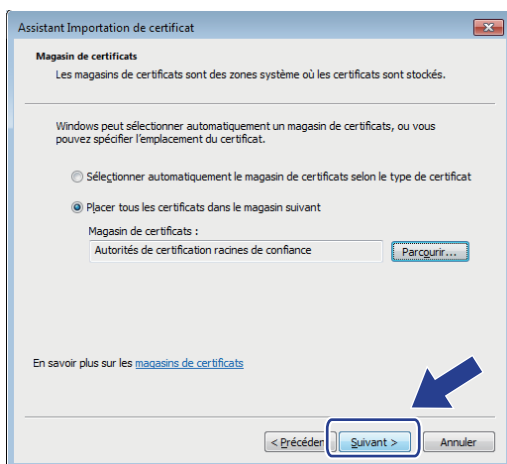 Assistant Importation de certificat
Magasin de certificats
Les magasins de certificats sont des zones système où les certificats sont stockés.
Windows peut sélectionner automatiquement un magasin de certificats, ou vous
pouvez spécifier l'emplacement du certificat.
Sélectionner automatiquement le magasin de certificats selon le type de certificat
Placer tous les certificats dans le magasin suivant
Magasin de certificats :
Autorités de certification racines de confiance
Parcourir...
En savoir plus sur les magasins de certificats
< Précéden
Suivant >
Annuler